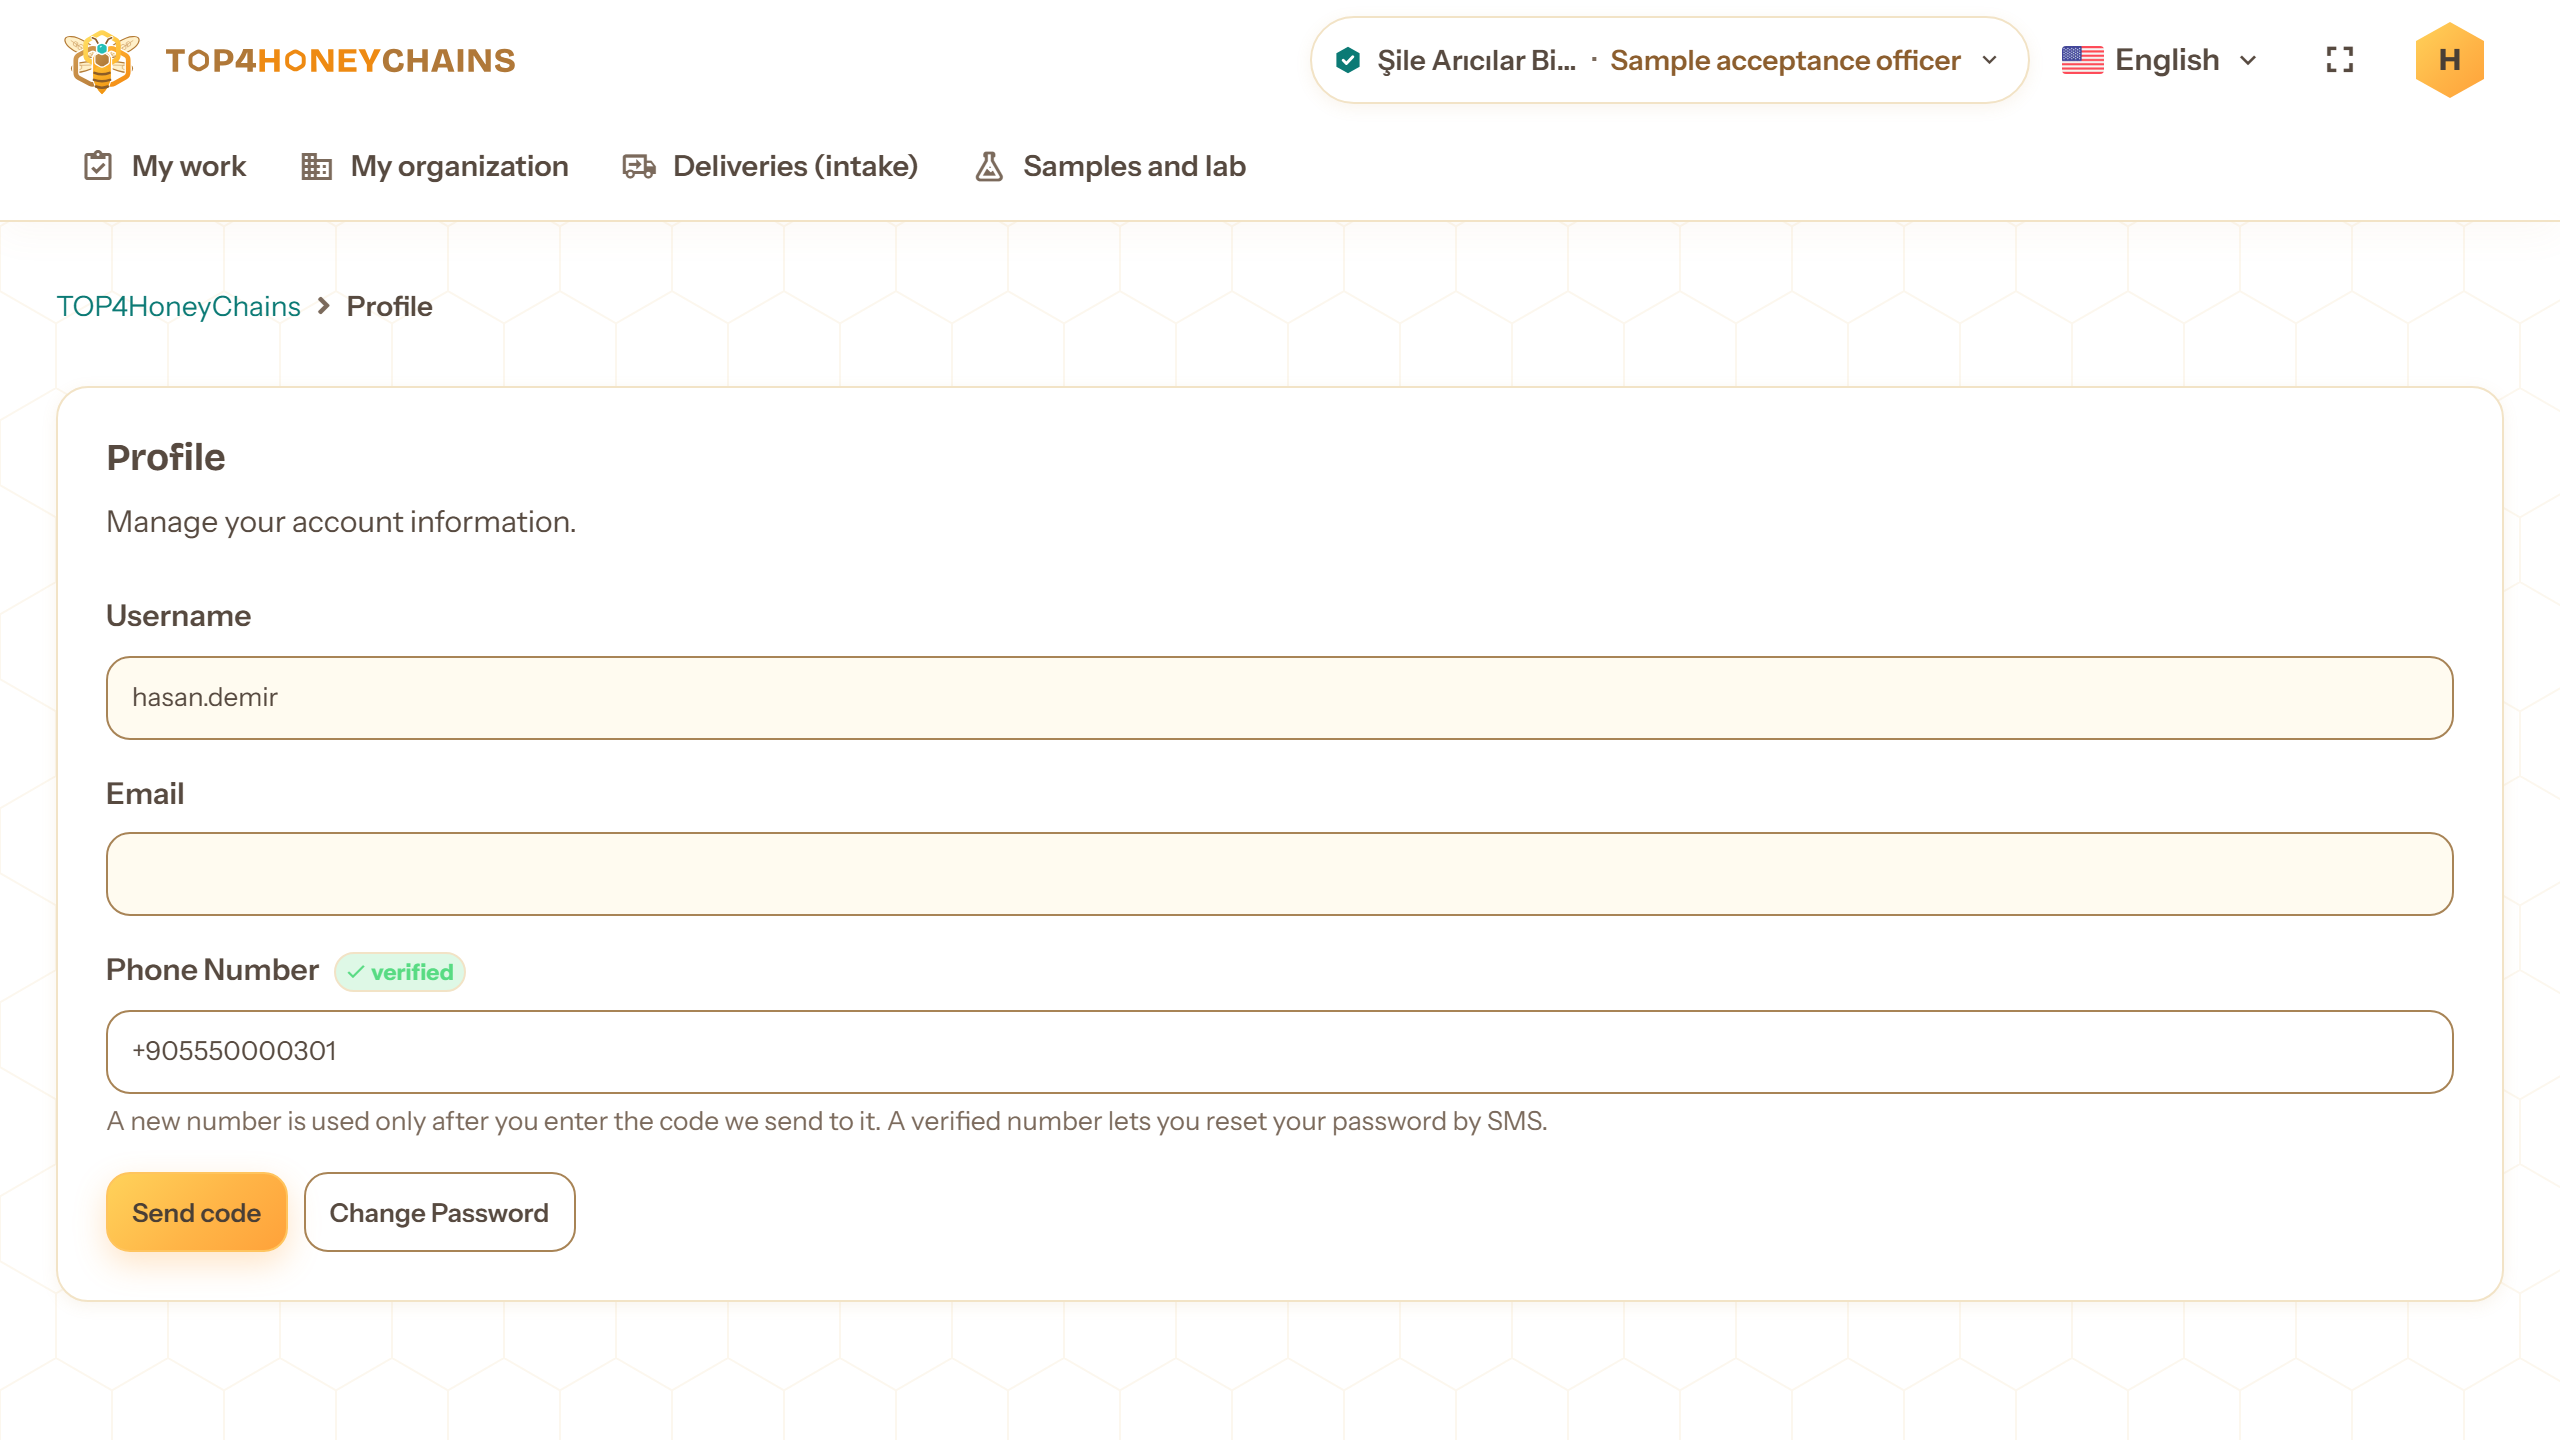 TOP4HONEYCHAINS
Şile Arıcılar Bi... · Sample acceptance officer
English
H
My work
My organization
Deliveries (intake)
Samples and lab
TOP4HoneyChains > Profile
Profile
Manage your account information.
Username
hasan.demir
Email
Phone Number ✓ verified
+905550000301
A new number is used only after you enter the code we send to it. A verified number lets you reset your password by SMS.
Send code
Change Password